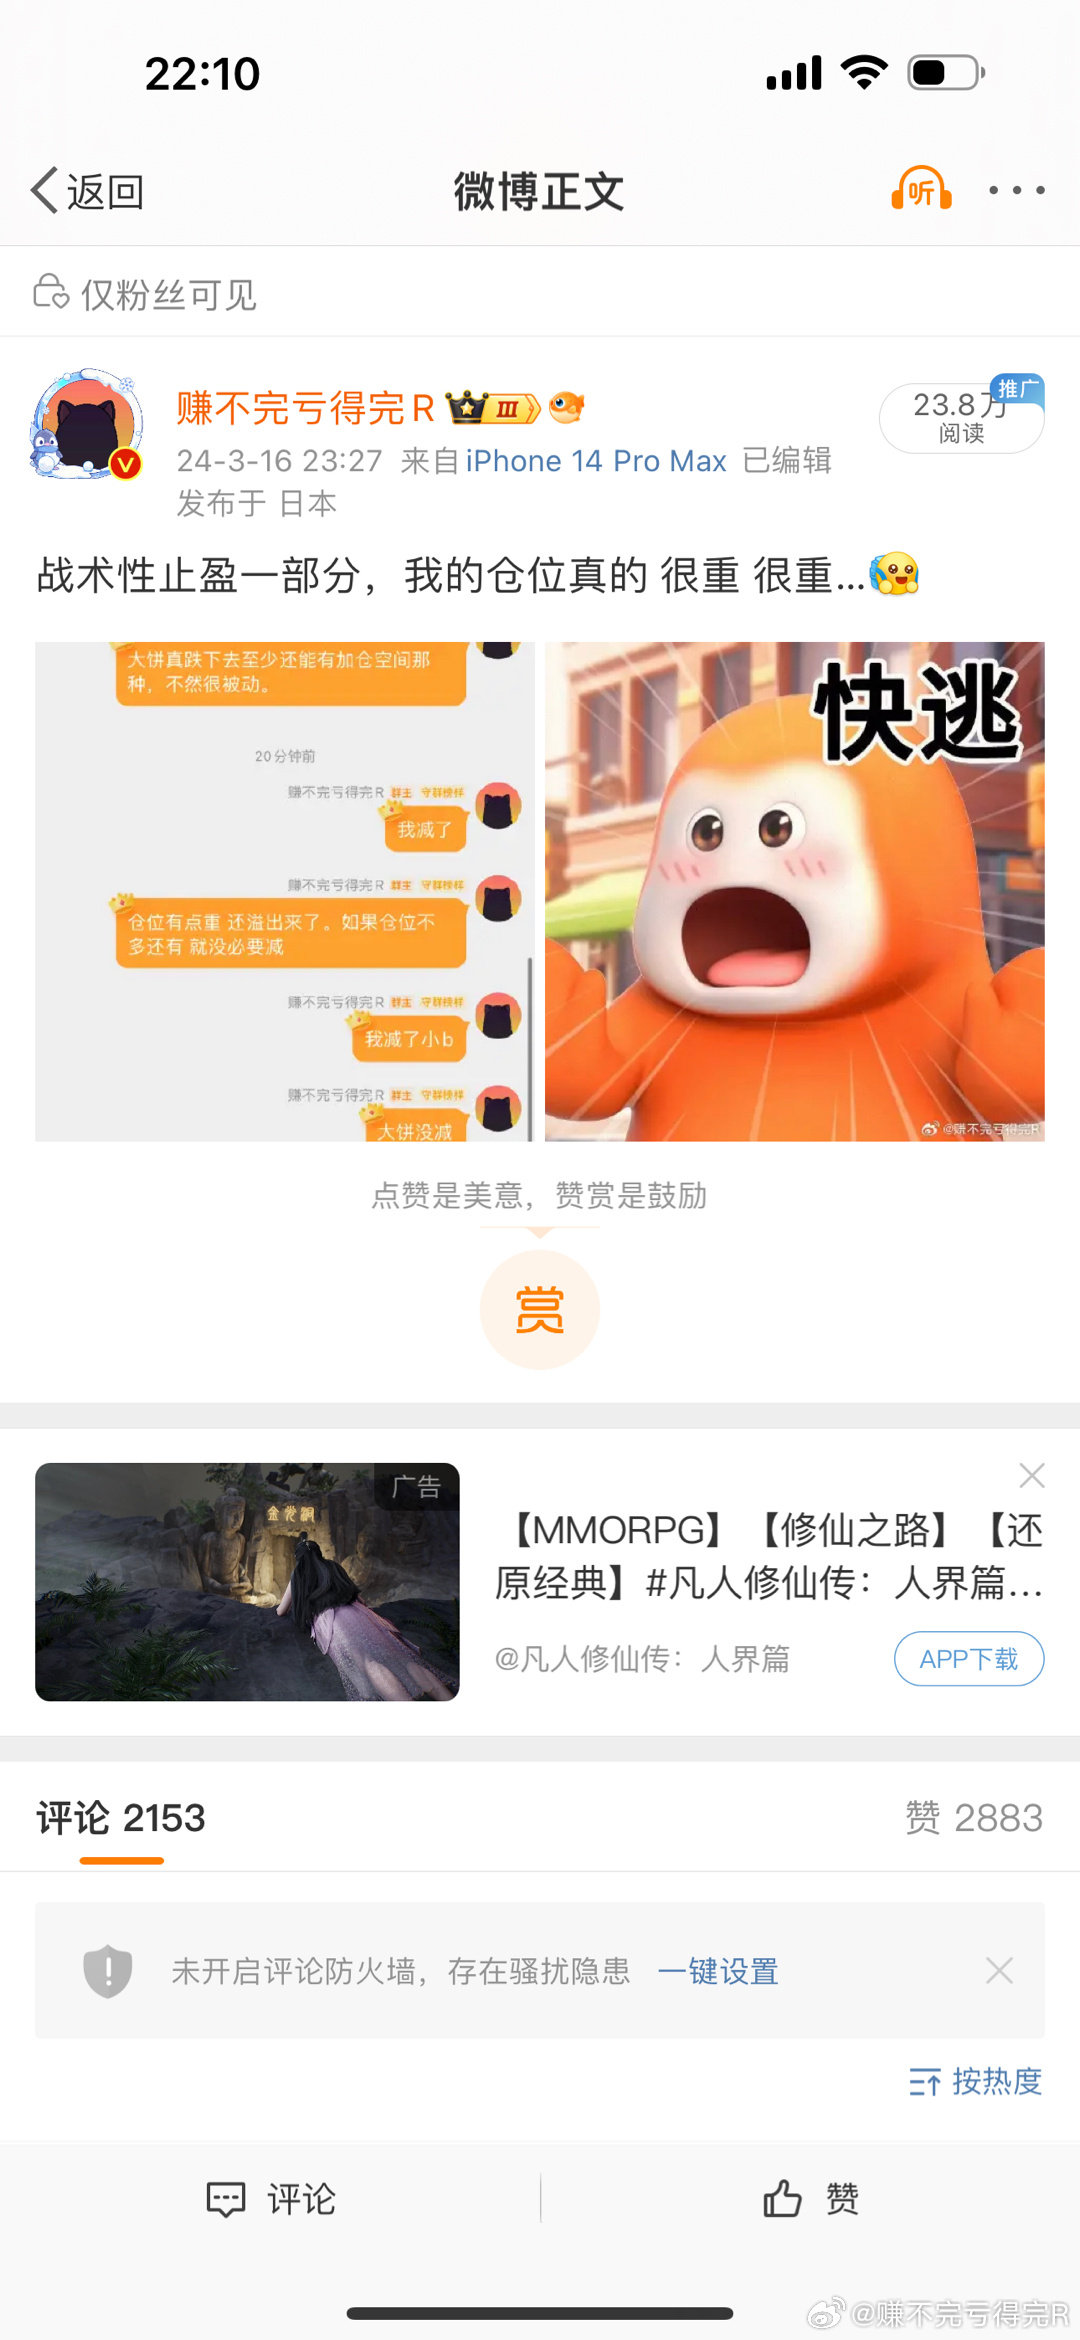 22:10
返回
微博正文
听
仅粉丝可见
赚不完亏得完R
III
推广
23.8万
阅读
24-3-16 23:27 来自 iPhone 14 Pro Max 已编辑
发布于 日本
战术性止盈一部分，我的仓位真的 很重 很重...
大饼真跌下去至少还能有加仓空间那
种，不然很被动。
20分钟前
赚不完亏得完R 群主 守群榜样
我减了
赚不完亏得完R 群主 守群榜样
仓位有点重 还溢出来了。如果仓位不
多还有 就没必要减
赚不完亏得完R 群主 守群榜样
我减了小b
赚不完亏得完R 群主 守群榜样
大饼没减
快逃
@赚不完亏得完R
点赞是美意，赞赏是鼓励
赏
广告
金光洞
【MMORPG】【修仙之路】【还
原经典】#凡人修仙传：人界篇...
@凡人修仙传：人界篇
APP下载
评论 2153
赞 2883
未开启评论防火墙，存在骚扰隐患 一键设置
按热度
评论
赞
@赚不完亏得完R